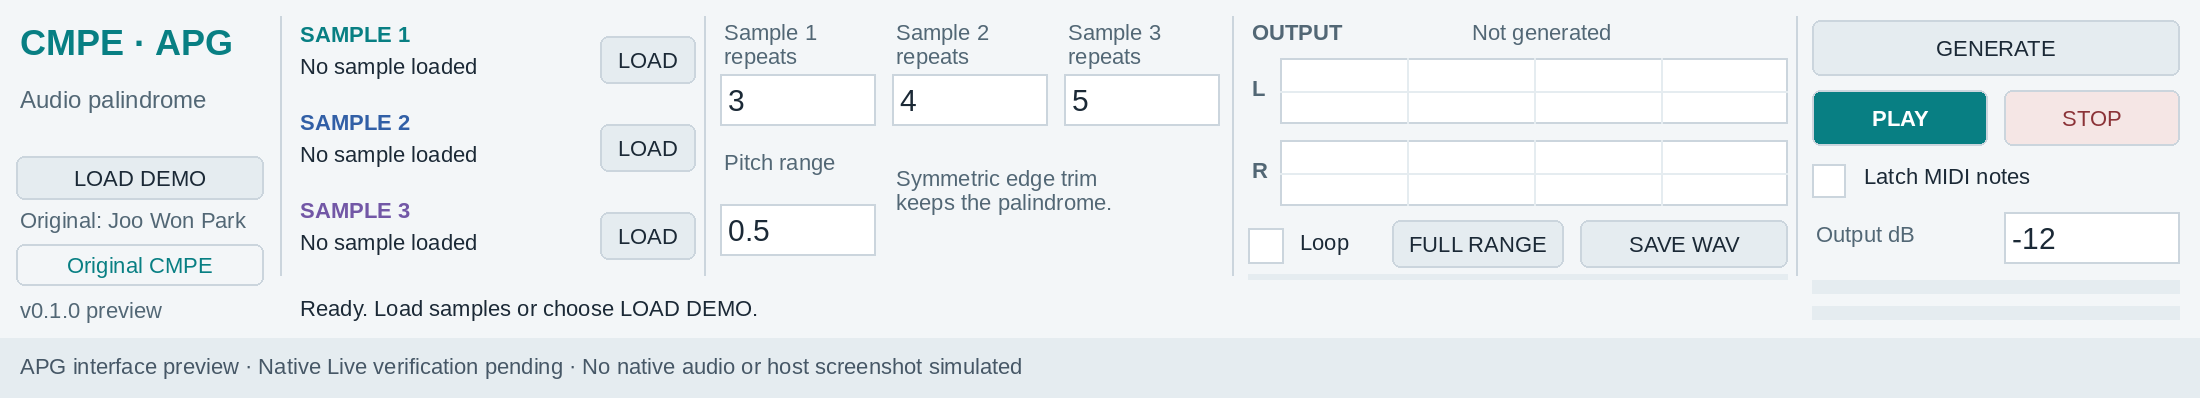 CMPE · APG
Audio palindrome
LOAD DEMO
Original: Joo Won Park
Original CMPE
v0.1.0 preview
SAMPLE 1
No sample loaded
LOAD
SAMPLE 2
No sample loaded
LOAD
SAMPLE 3
No sample loaded
LOAD
Ready. Load samples or choose LOAD DEMO.
Sample 1
repeats
3
Sample 2
repeats
4
Sample 3
repeats
5
Pitch range
0.5
Symmetric edge trim
keeps the palindrome.
OUTPUT
Not generated
L
R
Loop
FULL RANGE
SAVE WAV
GENERATE
PLAY
STOP
Latch MIDI notes
Output dB
-12
APG interface preview · Native Live verification pending · No native audio or host screenshot simulated